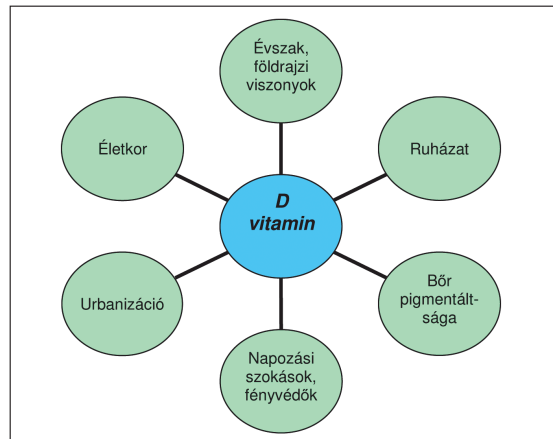 Évszak,
földrajzi
viszonyok
Életkor
Ruházat
D
vitamin
Urbanizáció
Bőr
pigmentált-
sága
Napozási
szokások,
fényvédők